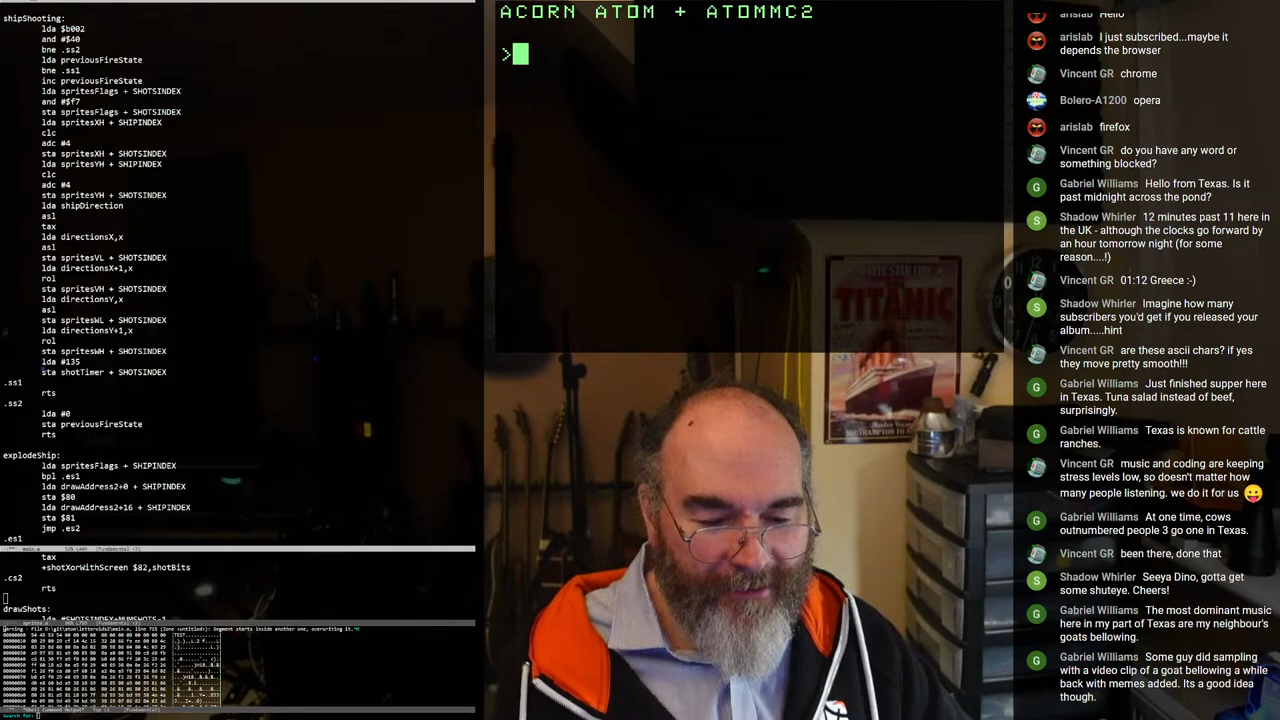 shipShooting:
lda $b002
and #$40
bne .ss2
lda previousFireState
bne .ss1
inc previousFireState
lda spritesFlags + SHOTSINDEX
and #$f7
sta spritesFlags + SHOTSINDEX
lda spritesXH + SHIPINDEX
clc
adc #4
sta spritesXH + SHOTSINDEX
lda spritesYH + SHIPINDEX
clc
adc #4
sta spritesYH + SHOTSINDEX
lda shipDirection
asl
tax
lda directionsX,x
asl
sta spritesVL + SHOTSINDEX
lda directionsX+1,x
rol
sta spritesVH + SHOTSINDEX
lda directionsY,x
asl
sta spritesWL + SHOTSINDEX
lda directionsY+1,x
rol
sta spritesWH + SHOTSINDEX
lda #135
sta shotTimer + SHOTSINDEX
.ss1
rts
.ss2
lda #0
sta previousFireState
rts
explodeShip:
lda spritesFlags + SHIPINDEX
bpl .es1
lda drawAddress2+0 + SHIPINDEX
sta $80
lda drawAddress2+16 + SHIPINDEX
sta $81
jmp .es2
.es1
tax
+shotXorWithScreen $82,shotBits
.cs2
rts
drawShots:
lda #SHOTSINDEX+NUMSHOTS-1
Search for:
ACORN ATOM + ATOMMC2
>
WHITE STAR LINE
TITANIC
SOUTHAMPTON TO
arislab Hello
arislab I just subscribed...maybe it
depends the browser
Vincent GR chrome
Bolero-A1200 opera
arislab firefox
Vincent GR do you have any word or
something blocked?
Gabriel Williams Hello from Texas. Is it
past midnight across the pond?
Shadow Whirler 12 minutes past 11 here in
the UK - although the clocks go forward by
an hour tomorrow night (for some
reason....!)
Vincent GR 01:12 Greece :-)
Shadow Whirler Imagine how many
subscribers you'd get if you released your
album.....hint
Vincent GR are these ascii chars? if yes
they move pretty smooth!!!
Gabriel Williams Just finished supper here
in Texas. Tuna salad instead of beef,
surprisingly.
Gabriel Williams Texas is known for cattle
ranches.
Vincent GR music and coding are keeping
stress levels low, so doesn't matter how
many people listening. we do it for us 😛
Gabriel Williams At one time, cows
outnumbered people 3 go one in Texas.
Vincent GR been there, done that
Shadow Whirler Seeya Dino, gotta get
some shuteye. Cheers!
Gabriel Williams The most dominant music
here in my part of Texas are my neighbour's
goats bellowing.
Gabriel Williams Some guy did sampling
with a video clip of a goat bellowing a while
back with memes added. Its a good idea
though.